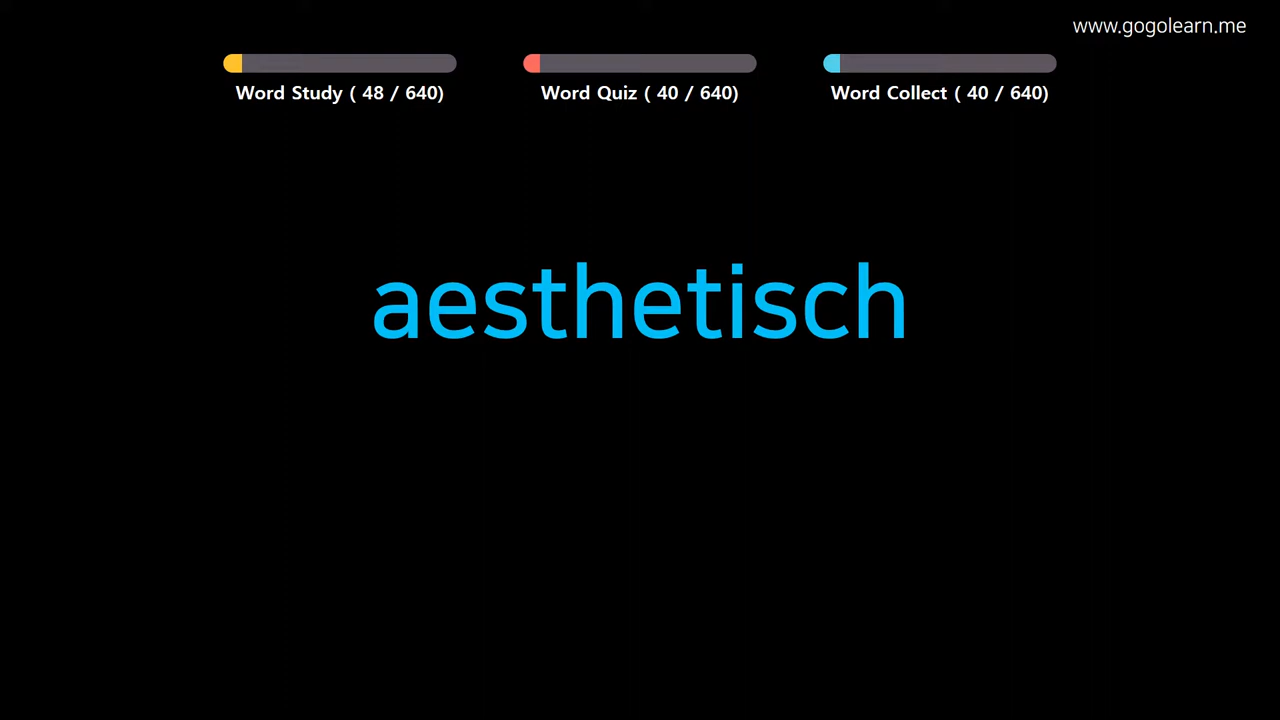 www.gogolearn.me
Word Study ( 48 / 640)
Word Quiz ( 40 / 640)
Word Collect ( 40 / 640)
aesthetisch